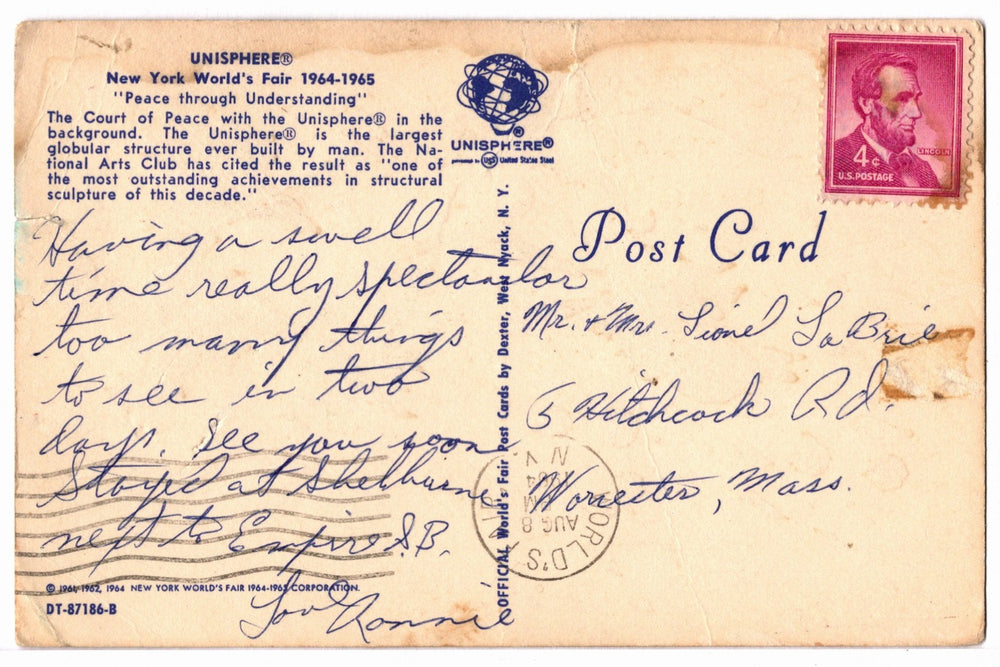 UNISPHERE®
New York World's Fair 1964-1965
"Peace through Understanding"
The Court of Peace with the Unisphere® in the
background. The Unisphere® is the largest
globular structure ever built by man. The Na-
tional Arts Club has cited the result as "one of
the most outstanding achievements in structural
sculpture of this decade."
UNISPHERE®
presented by USS United States Steel
4¢
LINCOLN
U.S. POSTAGE
Post Card
Having a swell
time really spectaular
too many things
to see in two
days. See you soon
Stayed at Shelburne
next to Empire S.B.
Love Ronnie
Mr. & Mrs. Lionel LaBrie
5 Hitchcock Rd.
Worcester, Mass.
WORLD'S
AUG 8
N.Y.
OFFICIAL World's Fair Post Cards by Dexter, West Nyack, N. Y.
© 1961, 1962, 1964 NEW YORK WORLD'S FAIR 1964-1965 CORPORATION.
DT-87186-B